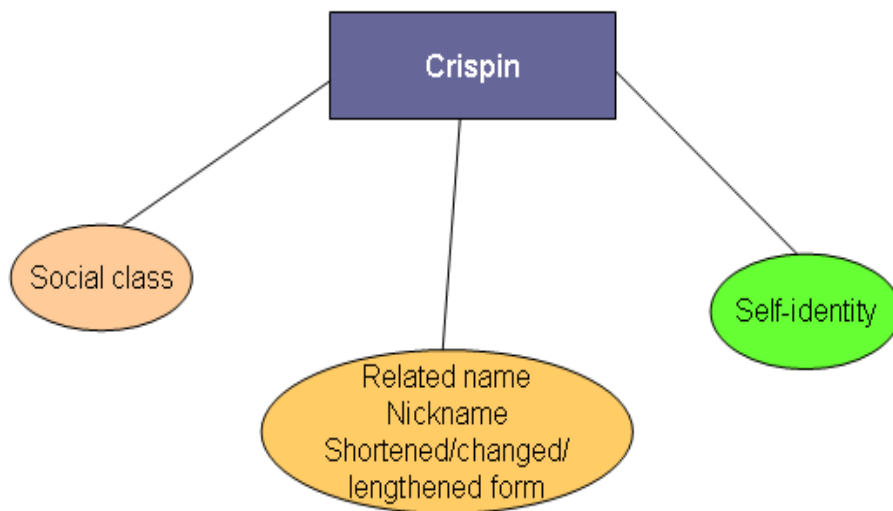 Crispin
Social class
Self-identity
Related name
Nickname
Shortened/changed/
lengthened form